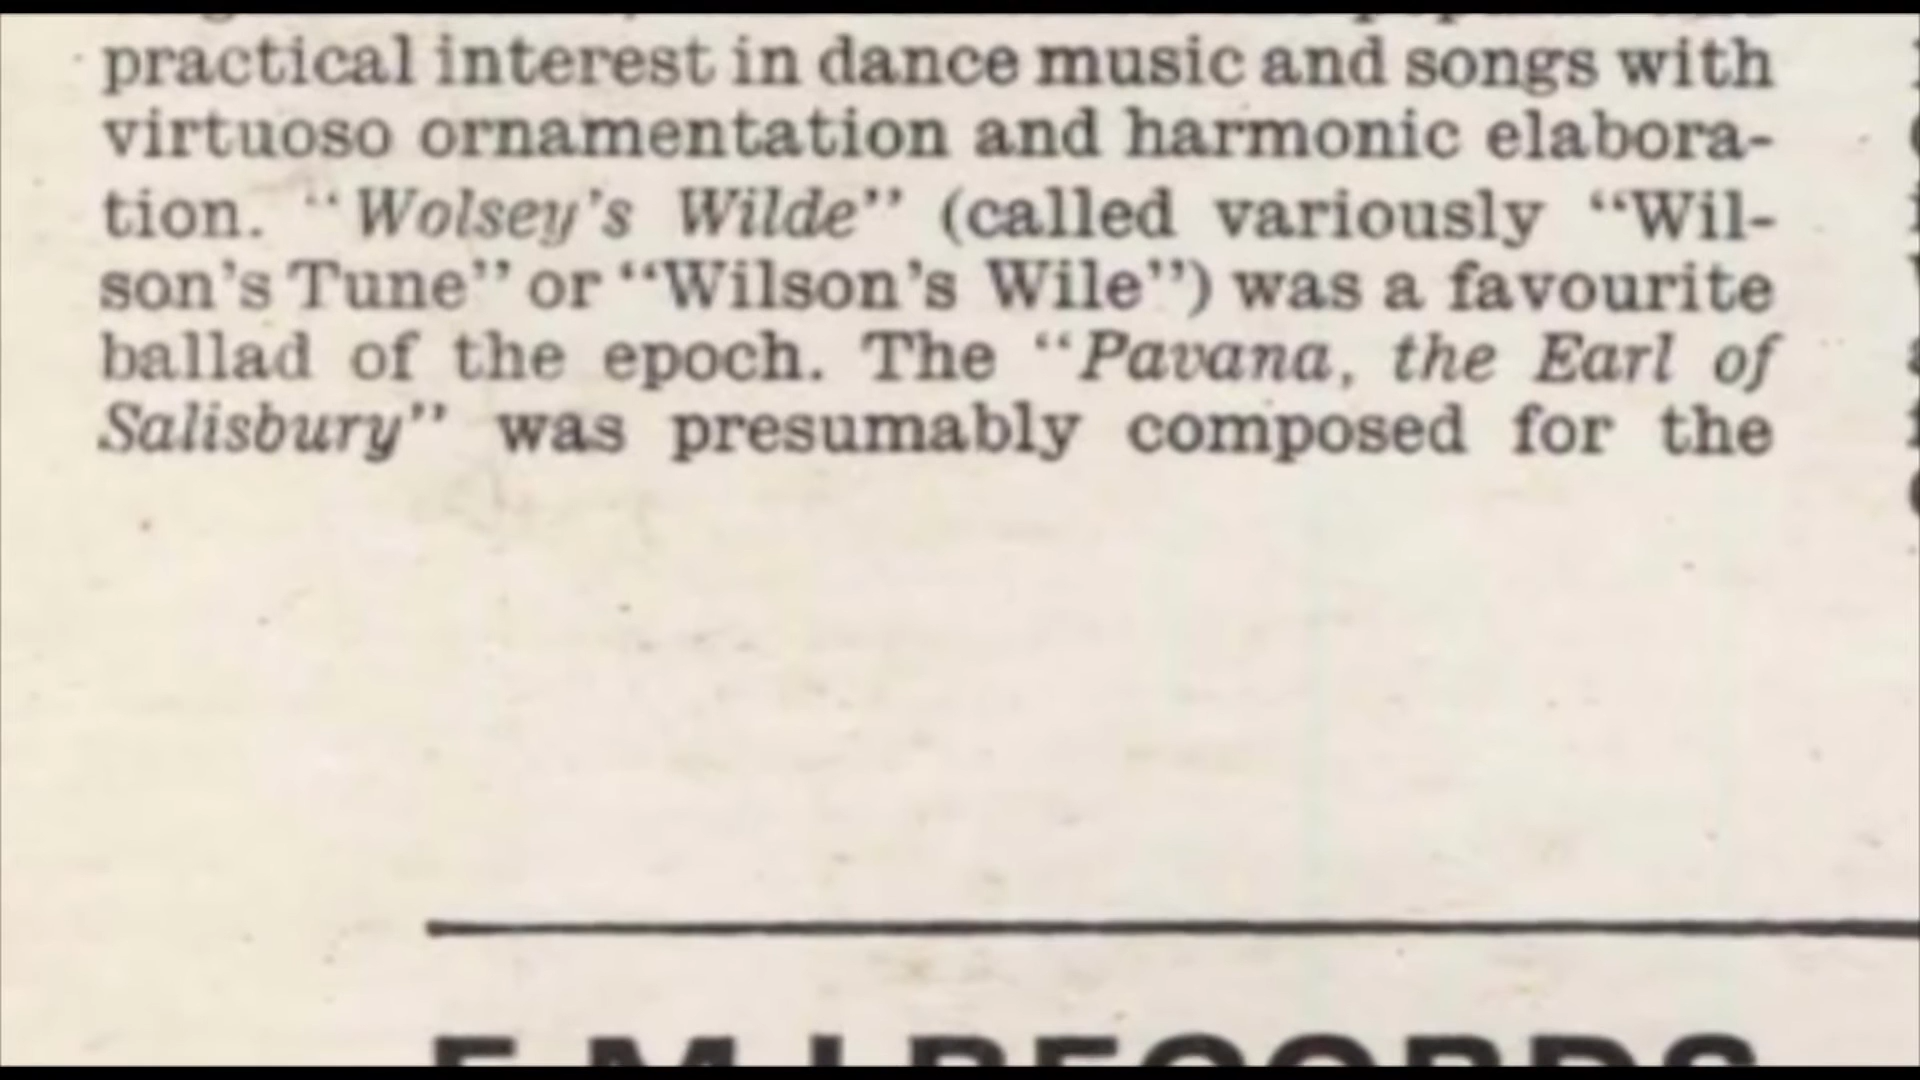 practical interest in dance music and songs with
virtuoso ornamentation and harmonic elabora-
tion. "Wolsey's Wilde" (called variously "Wil-
son's Tune" or "Wilson's Wile") was a favourite
ballad of the epoch. The "Pavana, the Earl of
Salisbury" was presumably composed for the
E M I RECORDS